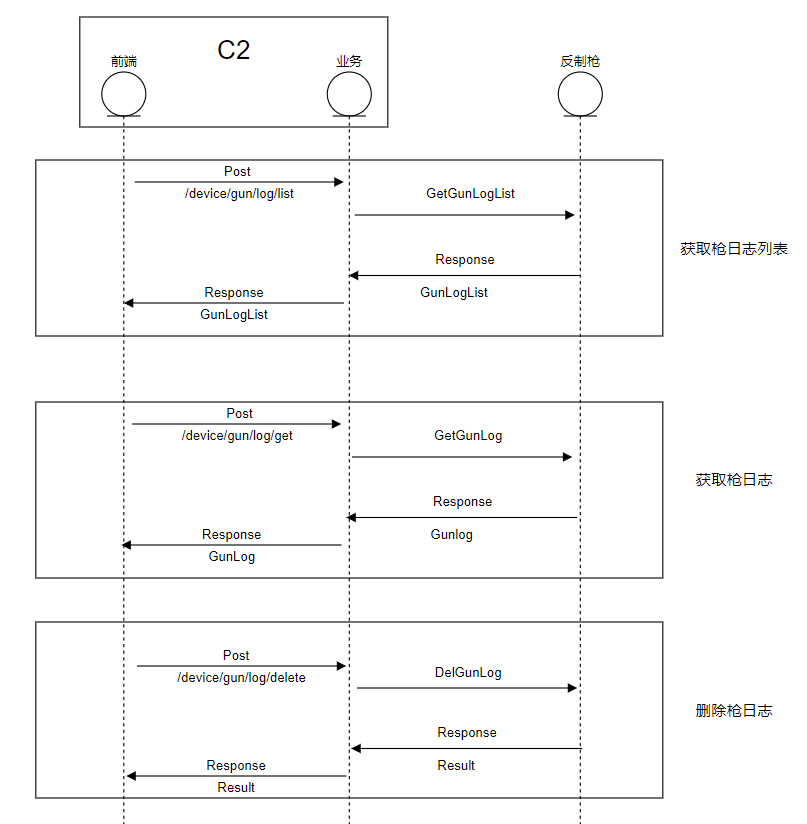 C2
前端
业务
反制枪
Post
/device/gun/log/list
GetGunLogList
获取枪日志列表
Response
Response
GunLogList
GunLogList
Post
/device/gun/log/get
GetGunLog
获取枪日志
Response
Response
Gunlog
GunLog
Post
/device/gun/log/delete
DelGunLog
删除枪日志
Response
Response
Result
Result